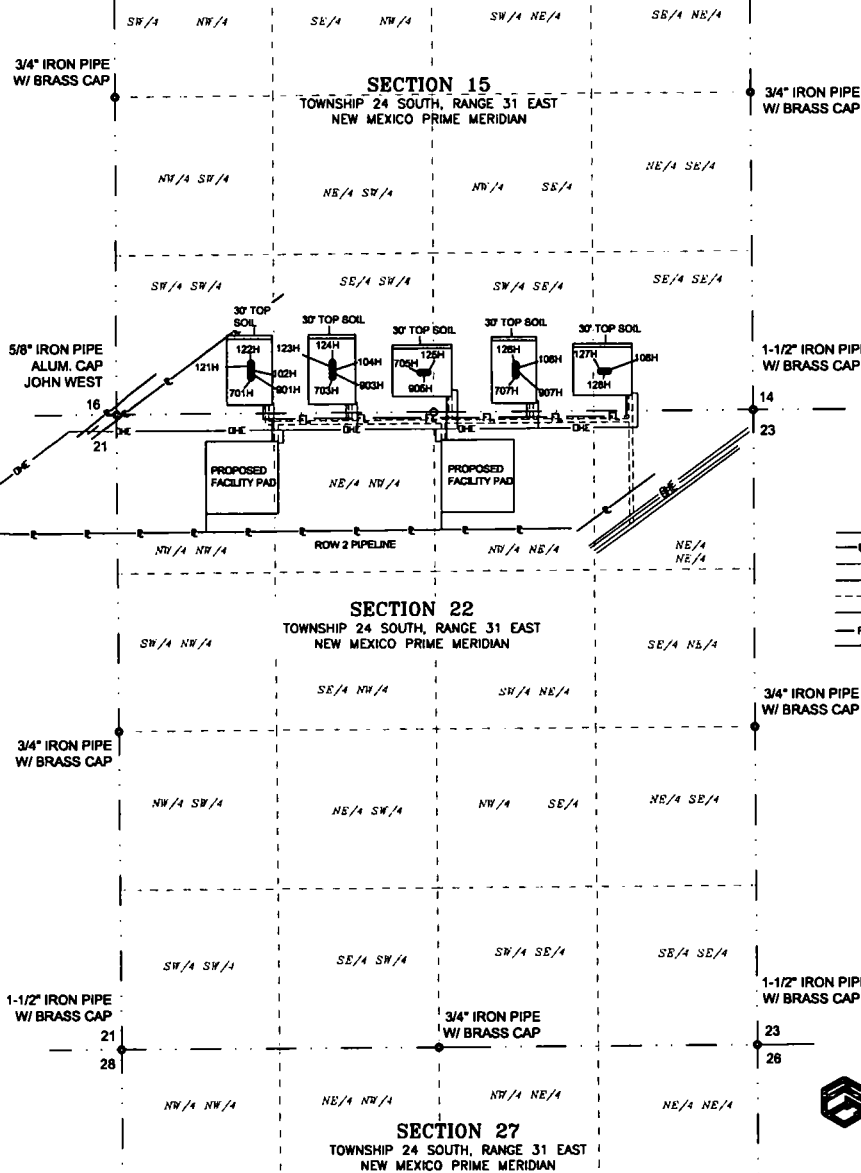 SW/4 NW/4
SE/4 NW/4
SW/4 NE/4
SE/4 NE/4
3/4" IRON PIPE
W/ BRASS CAP
SECTION 15
TOWNSHIP 24 SOUTH, RANGE 31 EAST
NEW MEXICO PRIME MERIDIAN
3/4" IRON PIPE
W/ BRASS CAP
NW/4 SW/4
NE/4 SW/4
NW/4 SE/4
NE/4 SE/4
SW/4 SW/4
SE/4 SW/4
SW/4 SE/4
SE/4 SE/4
30' TOP
SOIL
30' TOP SOIL
30' TOP SOIL
30' TOP SOIL
30' TOP SOIL
5/8" IRON PIPE
ALUM. CAP
JOHN WEST
122H
121H
102H
901H
701H
123H
124H
104H
903H
703H
705H
125H
905H
126H
106H
907H
707H
127H
108H
128H
1-1/2" IRON PIPE
W/ BRASS CAP
16
21
14
23
OHE
OHE
OHE
OHE
OHE
PROPOSED
FACILITY PAD
NE/4 NW/4
PROPOSED
FACILITY PAD
ROW 2 PIPELINE
NW/4 NW/4
NW/4 NE/4
NE/4
NE/4
SECTION 22
TOWNSHIP 24 SOUTH, RANGE 31 EAST
NEW MEXICO PRIME MERIDIAN
SW/4 NW/4
SE/4 NW/4
SW/4 NE/4
SE/4 NE/4
3/4" IRON PIPE
W/ BRASS CAP
3/4" IRON PIPE
W/ BRASS CAP
NW/4 SW/4
NE/4 SW/4
NW/4 SE/4
NE/4 SE/4
SW/4 SW/4
SE/4 SW/4
SW/4 SE/4
SE/4 SE/4
1-1/2" IRON PIPE
W/ BRASS CAP
3/4" IRON PIPE
W/ BRASS CAP
1-1/2" IRON PIPE
W/ BRASS CAP
21
28
23
26
NW/4 NW/4
NE/4 NW/4
NW/4 NE/4
NE/4 NE/4
SECTION 27
TOWNSHIP 24 SOUTH, RANGE 31 EAST
NEW MEXICO PRIME MERIDIAN